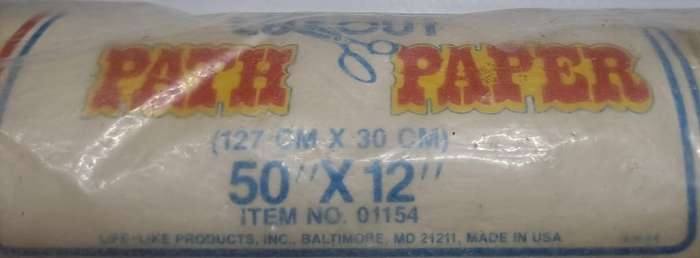 PATH PAPER
(127 CM X 30 CM)
50" X 12"
ITEM NO. 01154
LIFE-LIKE PRODUCTS, INC., BALTIMORE, MD 21211, MADE IN USA